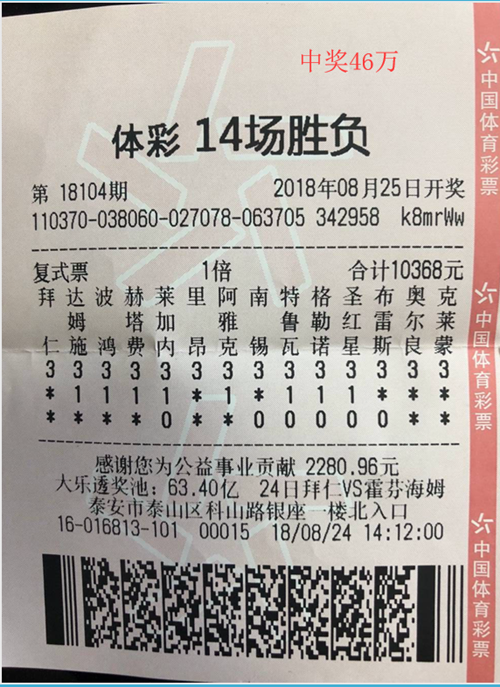 中奖46万
体彩 14场胜负
第 18104期 2018年08月25日开奖
110370-038060-027078-063705 342958 k8mrWw
复式票 1倍 合计10368元
拜 达 波 赫 莱 里 阿 南 特 格 圣 布 奥 克
姆 塔 加 雅 鲁 勒 红 雷 尔 莱
仁 施 鸿 费 内 昂 克 锡 瓦 诺 星 斯 良 蒙
3 3 3 3 3 3 3 3 3 3 3 3 3 3
* 1 1 1 1 * 1 * 1 1 1 * * *
* * * * 0 * * 0 0 0 0 0 * *
感谢您为公益事业贡献 2280.96元
大乐透奖池：63.40亿 24日拜仁VS霍芬海姆
泰安市泰山区科山路银座一楼北入口
16-016813-101 00015 18/08/24 14:12:00
中国体育彩票
中国体育彩票
中国体育彩票